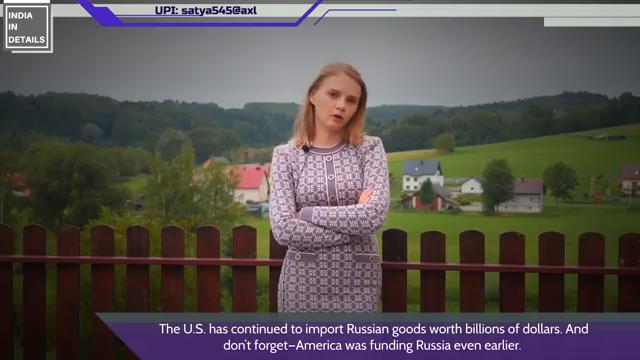 UPI: satya545@axl
INDIA
IN
DETAILS
The U.S. has continued to import Russian goods worth billions of dollars. And
don't forget—America was funding Russia even earlier.